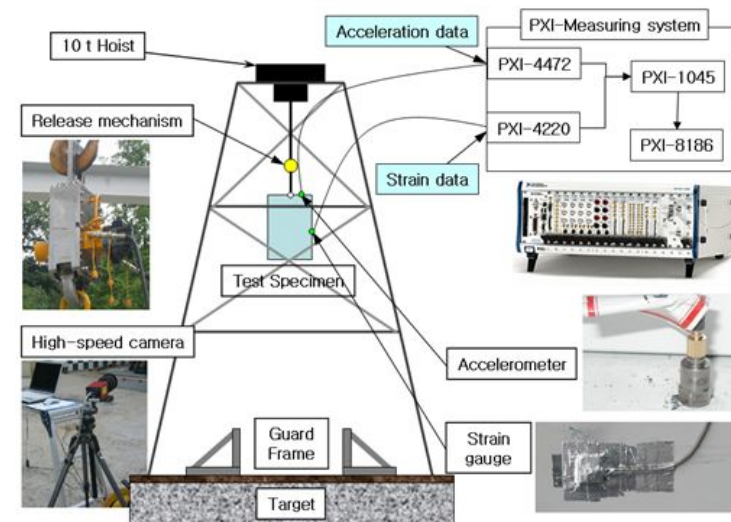 10 t Hoist
Acceleration data
PXI-Measuring system
PXI-4472
PXI-1045
Release mechanism
PXI-4220
PXI-8186
Strain data
Test Specimen
High-speed camera
Accelerometer
Guard
Frame
Strain
gauge
Target